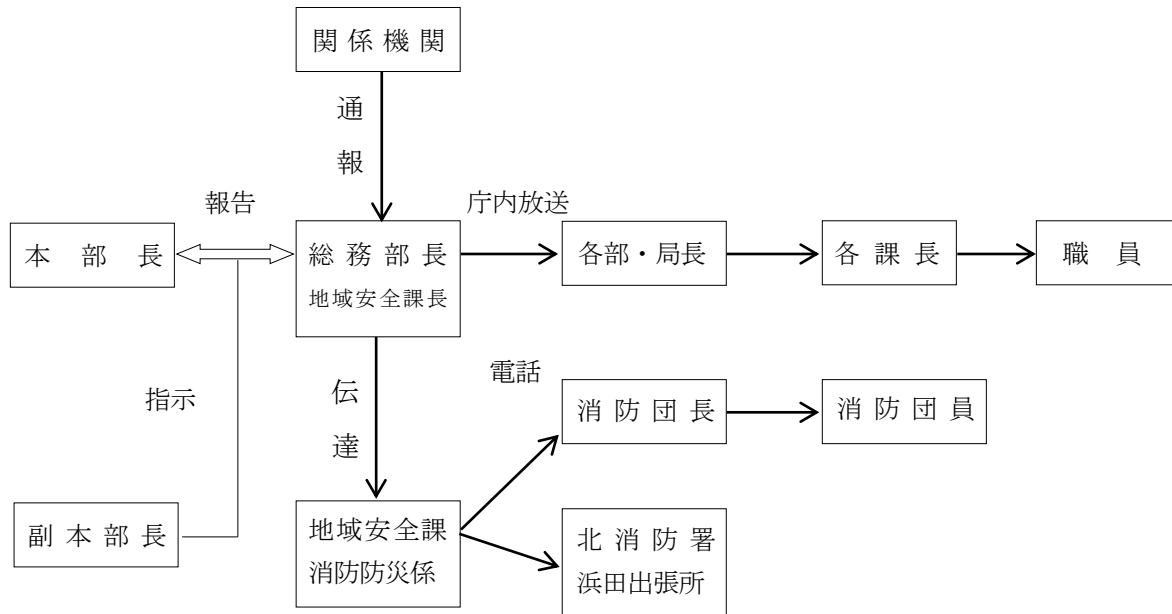 関係機関
通報
報告
庁内放送
本部長
総務部長
地域安全課長
各部・局長
各課長
職員
指示
伝達
電話
消防団長
消防団員
副本部長
地域安全課
消防防災係
北消防署
浜田出張所